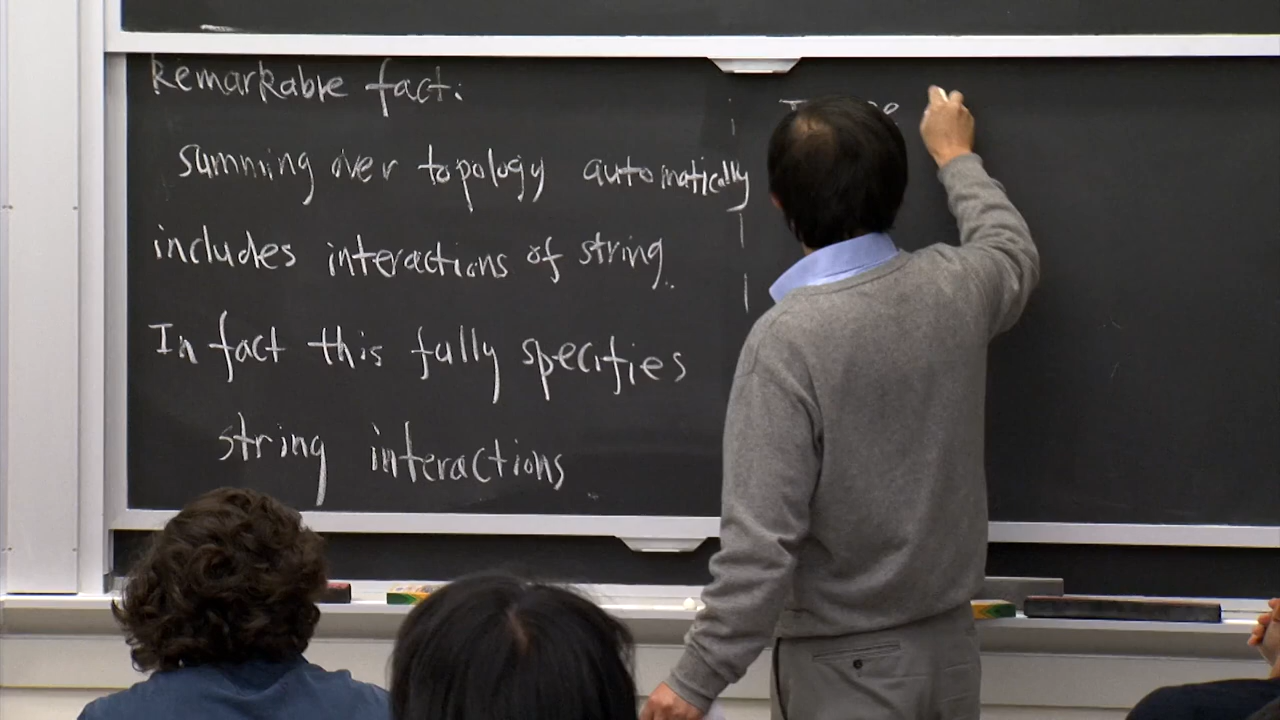 Remarkable fact:
summing over topology automatically
includes interactions of string.
In fact this fully specifies
string interactions